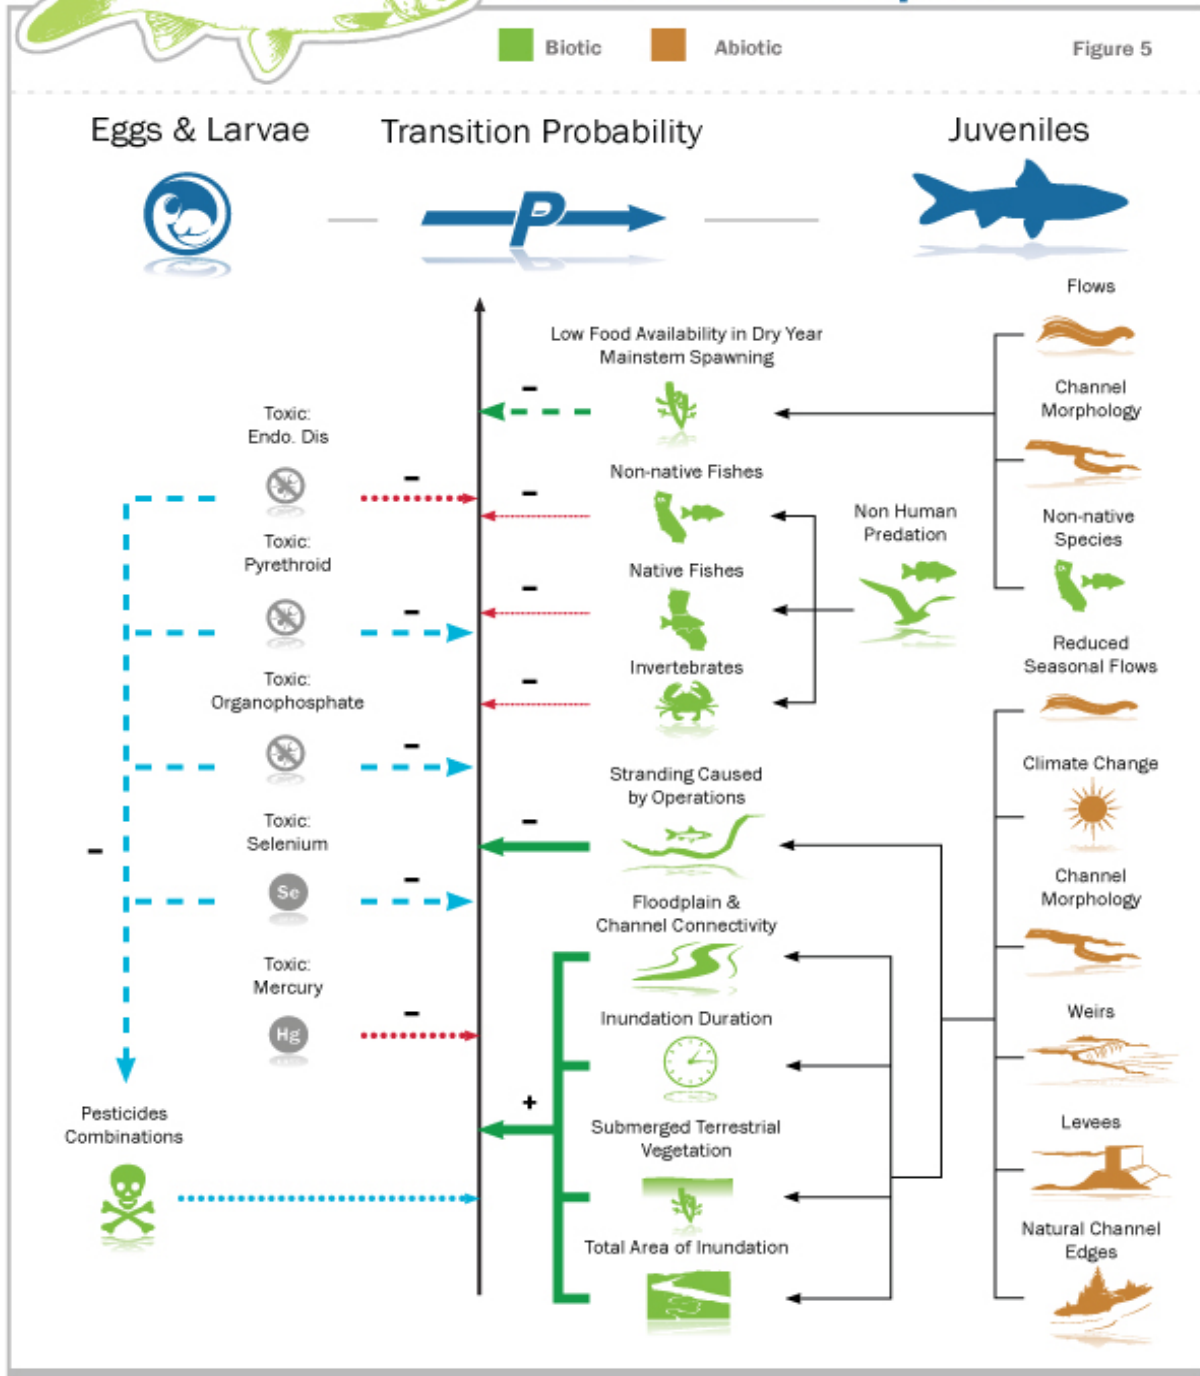 Biotic
Abiotic
Figure 5
Eggs & Larvae
Transition Probability
Juveniles
P
Flows
Low Food Availability in Dry Year
Mainstem Spawning
-
Channel
Morphology
Toxic:
Endo. Dis
-
Non-native Fishes
-
Non Human
Predation
Non-native
Species
Toxic:
Pyrethroid
-
Native Fishes
-
Reduced
Seasonal Flows
Toxic:
Organophosphate
-
Invertebrates
-
Climate Change
Stranding Caused
by Operations
-
Toxic:
Selenium
Se
-
-
Channel
Morphology
Floodplain &
Channel Connectivity
Toxic:
Mercury
Hg
-
Inundation Duration
Weirs
+
Pesticides
Combinations
Submerged Terrestrial
Vegetation
Levees
Total Area of Inundation
Natural Channel
Edges